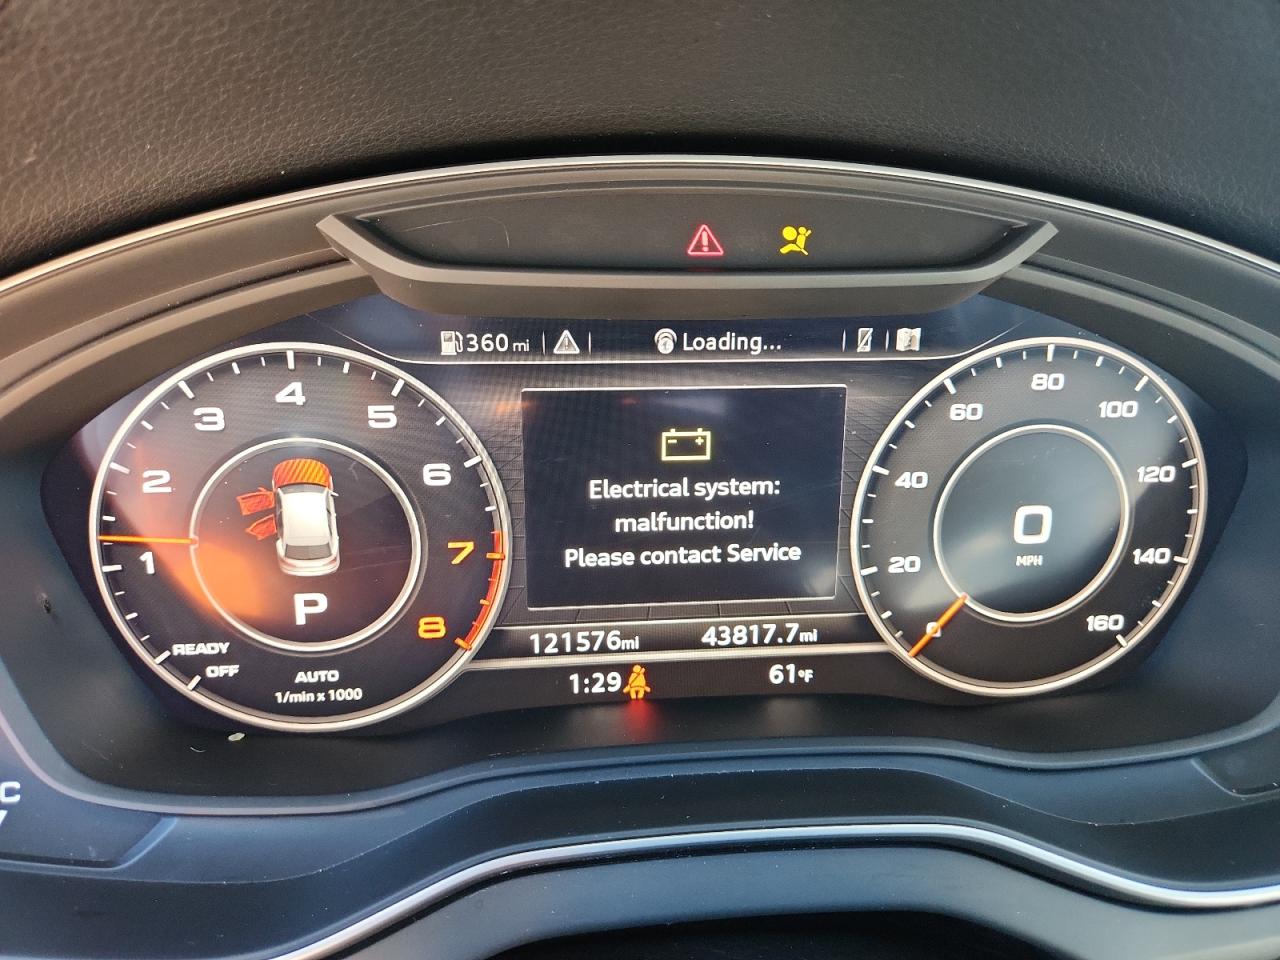 360 mi
Loading...
1
2
3
4
5
6
7
8
P
READY
OFF
AUTO
1/min x 1000
Electrical system:
malfunction!
Please contact Service
121576mi
43817.7mi
1:29
61°F
0
20
40
60
80
100
120
140
160
0
MPH
C